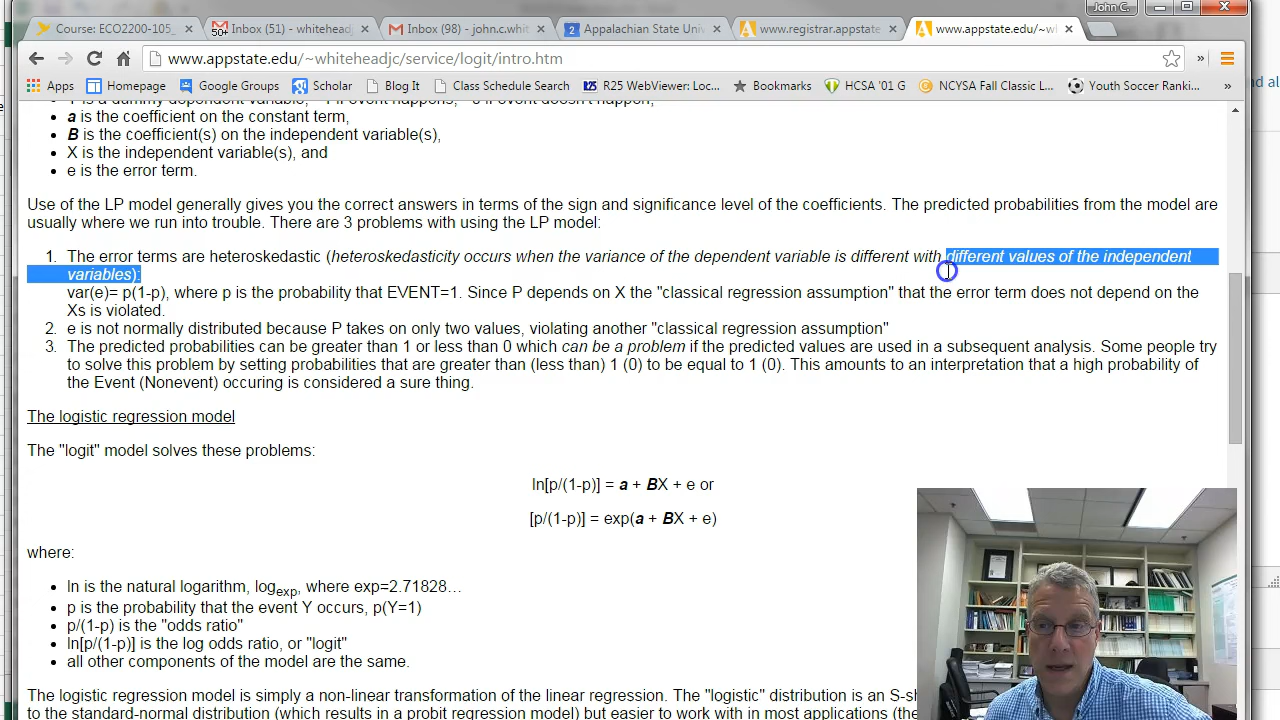 John C.
Course: ECO2200-105_
Inbox (51) - whiteheadj
Inbox (98) - john.c.whit
Appalachian State Univ
www.registrar.appstate
www.appstate.edu/~wl
50+
www.appstate.edu/~whiteheadjc/service/logit/intro.htm
Apps
Homepage
Google Groups
Scholar
Blog It
Class Schedule Search
R25 WebViewer: Loc...
Bookmarks
HCSA '01 G
NCYSA Fall Classic L...
Youth Soccer Ranki...
a is the coefficient on the constant term,
B is the coefficient(s) on the independent variable(s),
X is the independent variable(s), and
e is the error term.
Use of the LP model generally gives you the correct answers in terms of the sign and significance level of the coefficients. The predicted probabilities from the model are
usually where we run into trouble. There are 3 problems with using the LP model:
1. The error terms are heteroskedastic (heteroskedasticity occurs when the variance of the dependent variable is different with different values of the independent
variables):
var(e)= p(1-p), where p is the probability that EVENT=1. Since P depends on X the "classical regression assumption" that the error term does not depend on the
Xs is violated.
2. e is not normally distributed because P takes on only two values, violating another "classical regression assumption"
3. The predicted probabilities can be greater than 1 or less than 0 which can be a problem if the predicted values are used in a subsequent analysis. Some people try
to solve this problem by setting probabilities that are greater than (less than) 1 (0) to be equal to 1 (0). This amounts to an interpretation that a high probability of
the Event (Nonevent) occuring is considered a sure thing.
The logistic regression model
The "logit" model solves these problems:
ln[p/(1-p)] = a + BX + e or
[p/(1-p)] = exp(a + BX + e)
where:
ln is the natural logarithm, logexp, where exp=2.71828…
p is the probability that the event Y occurs, p(Y=1)
p/(1-p) is the "odds ratio"
ln[p/(1-p)] is the log odds ratio, or "logit"
all other components of the model are the same.
The logistic regression model is simply a non-linear transformation of the linear regression. The "logistic" distribution is an S-sh
to the standard-normal distribution (which results in a probit regression model) but easier to work with in most applications (the